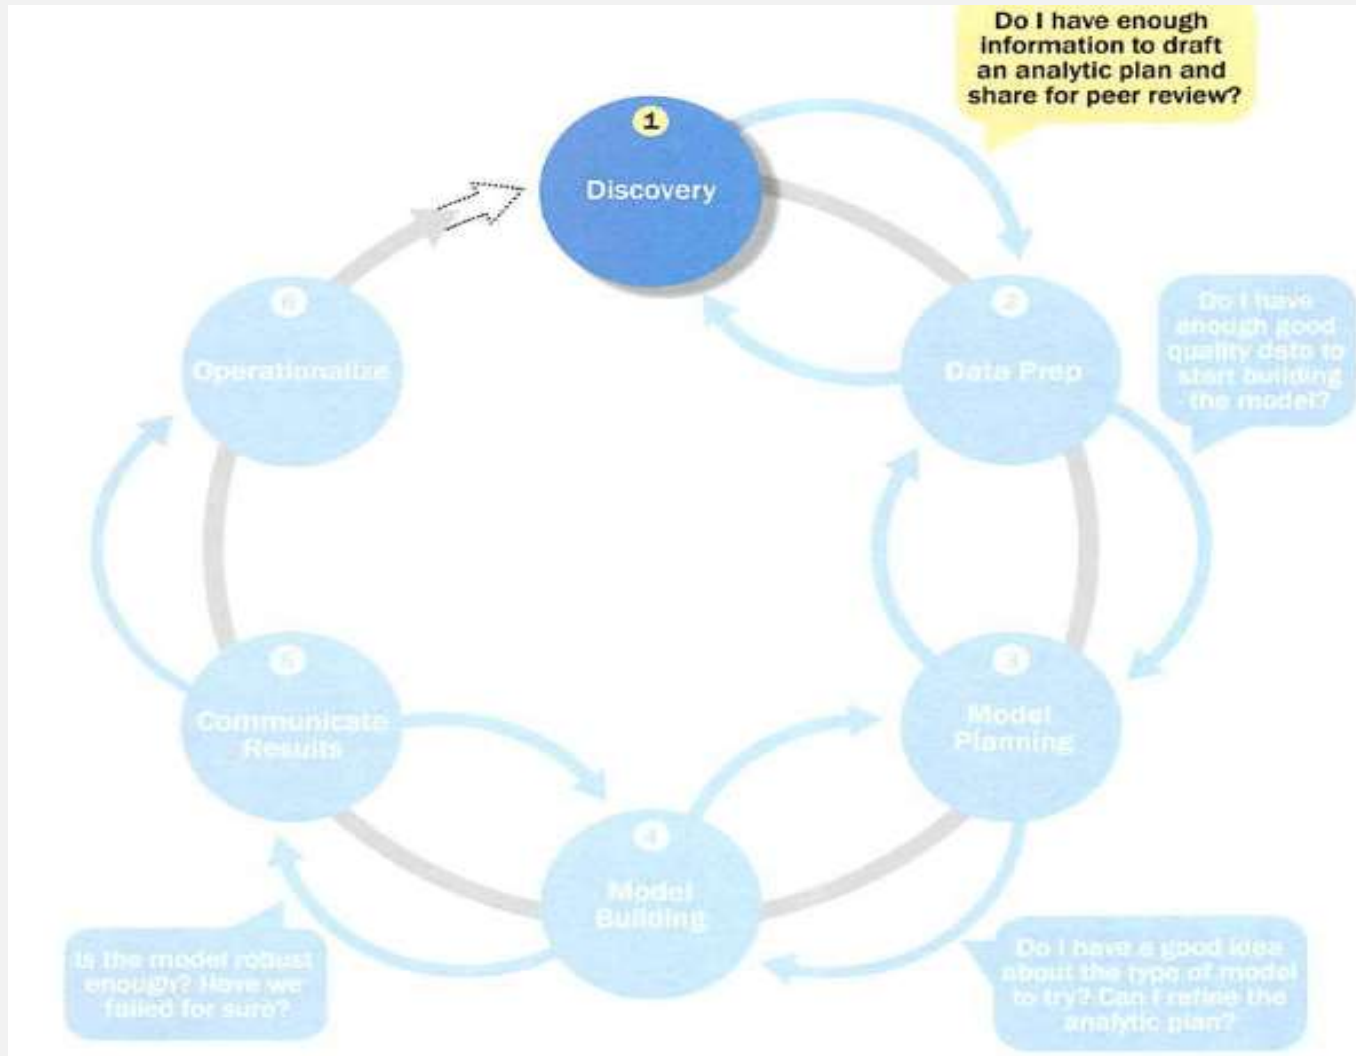 Do I have enough
information to draft
an analytic plan and
share for peer review?
1
Discovery
2
Data Prep
Do I have
enough good
quality data to
start building
the model?
3
Model
Planning
Do I have a good idea
about the type of model
to try? Can I refine the
analytic plan?
4
Model
Building
Is the model robust
enough? Have we
failed for sure?
5
Communicate
Results
6
Operationalize